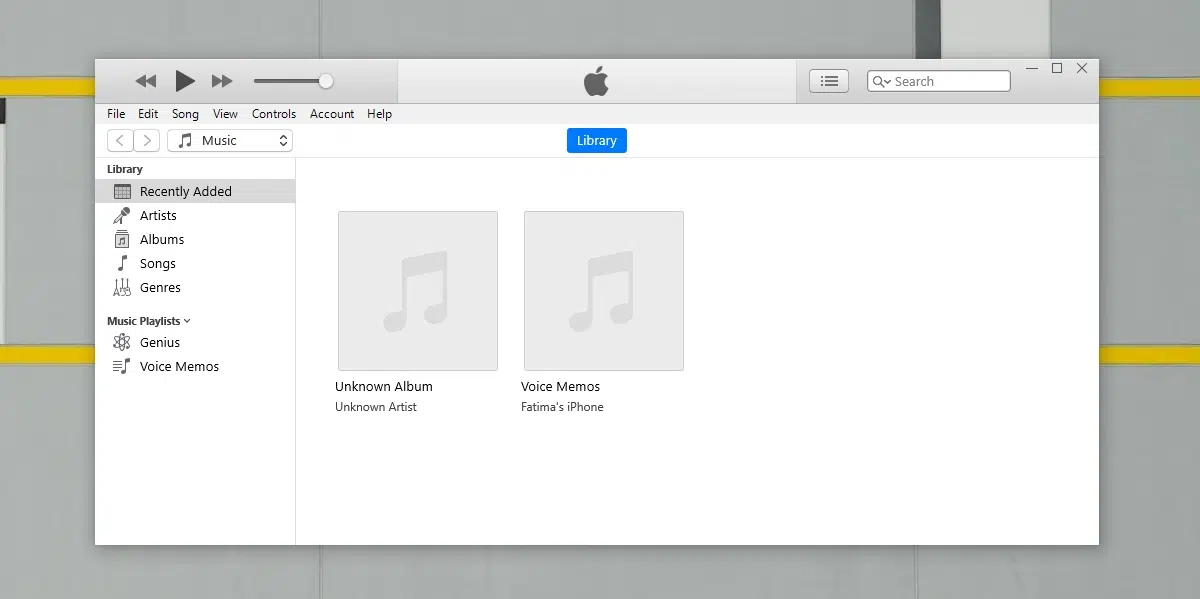 Search
File Edit Song View Controls Account Help
Music
Library
Library
Recently Added
Artists
Albums
Songs
Genres
Music Playlists
Genius
Voice Memos
Unknown Album
Unknown Artist
Voice Memos
Fatima's iPhone